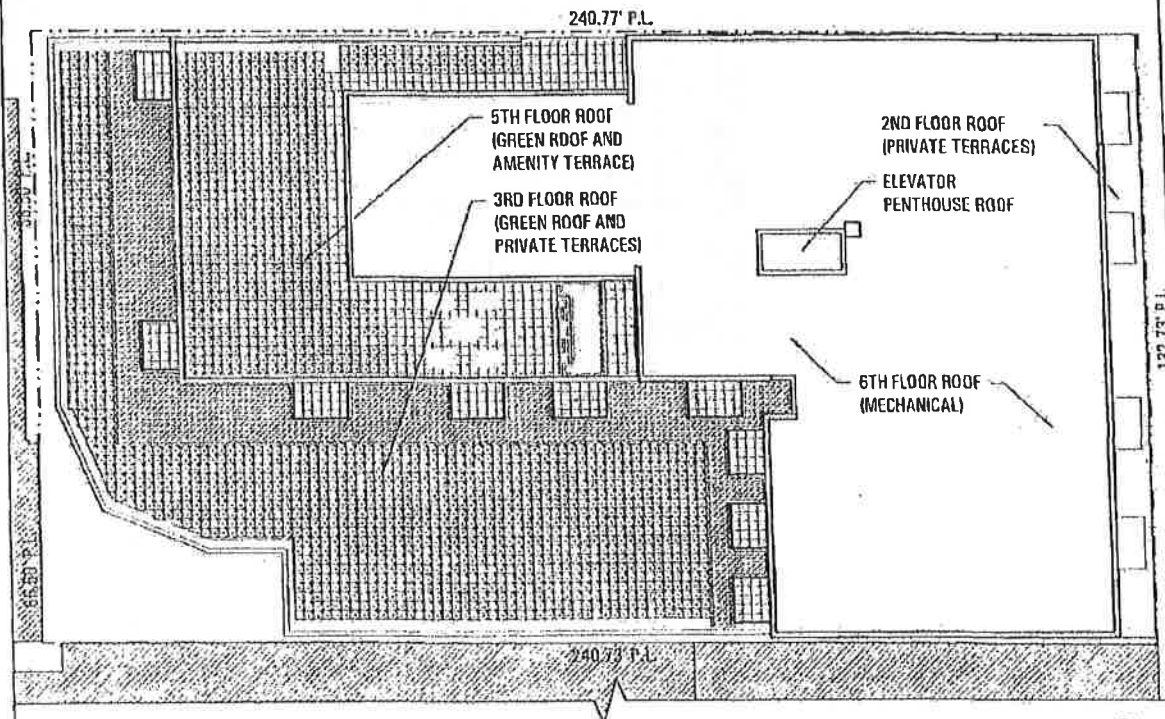 240.77' P.L.
5TH FLOOR ROOF
(GREEN ROOF AND
AMENITY TERRACE)
3RD FLOOR ROOF
(GREEN ROOF AND
PRIVATE TERRACES)
2ND FLOOR ROOF
(PRIVATE TERRACES)
ELEVATOR
PENTHOUSE ROOF
6TH FLOOR ROOF
(MECHANICAL)
P.L.
240.73' P.L.